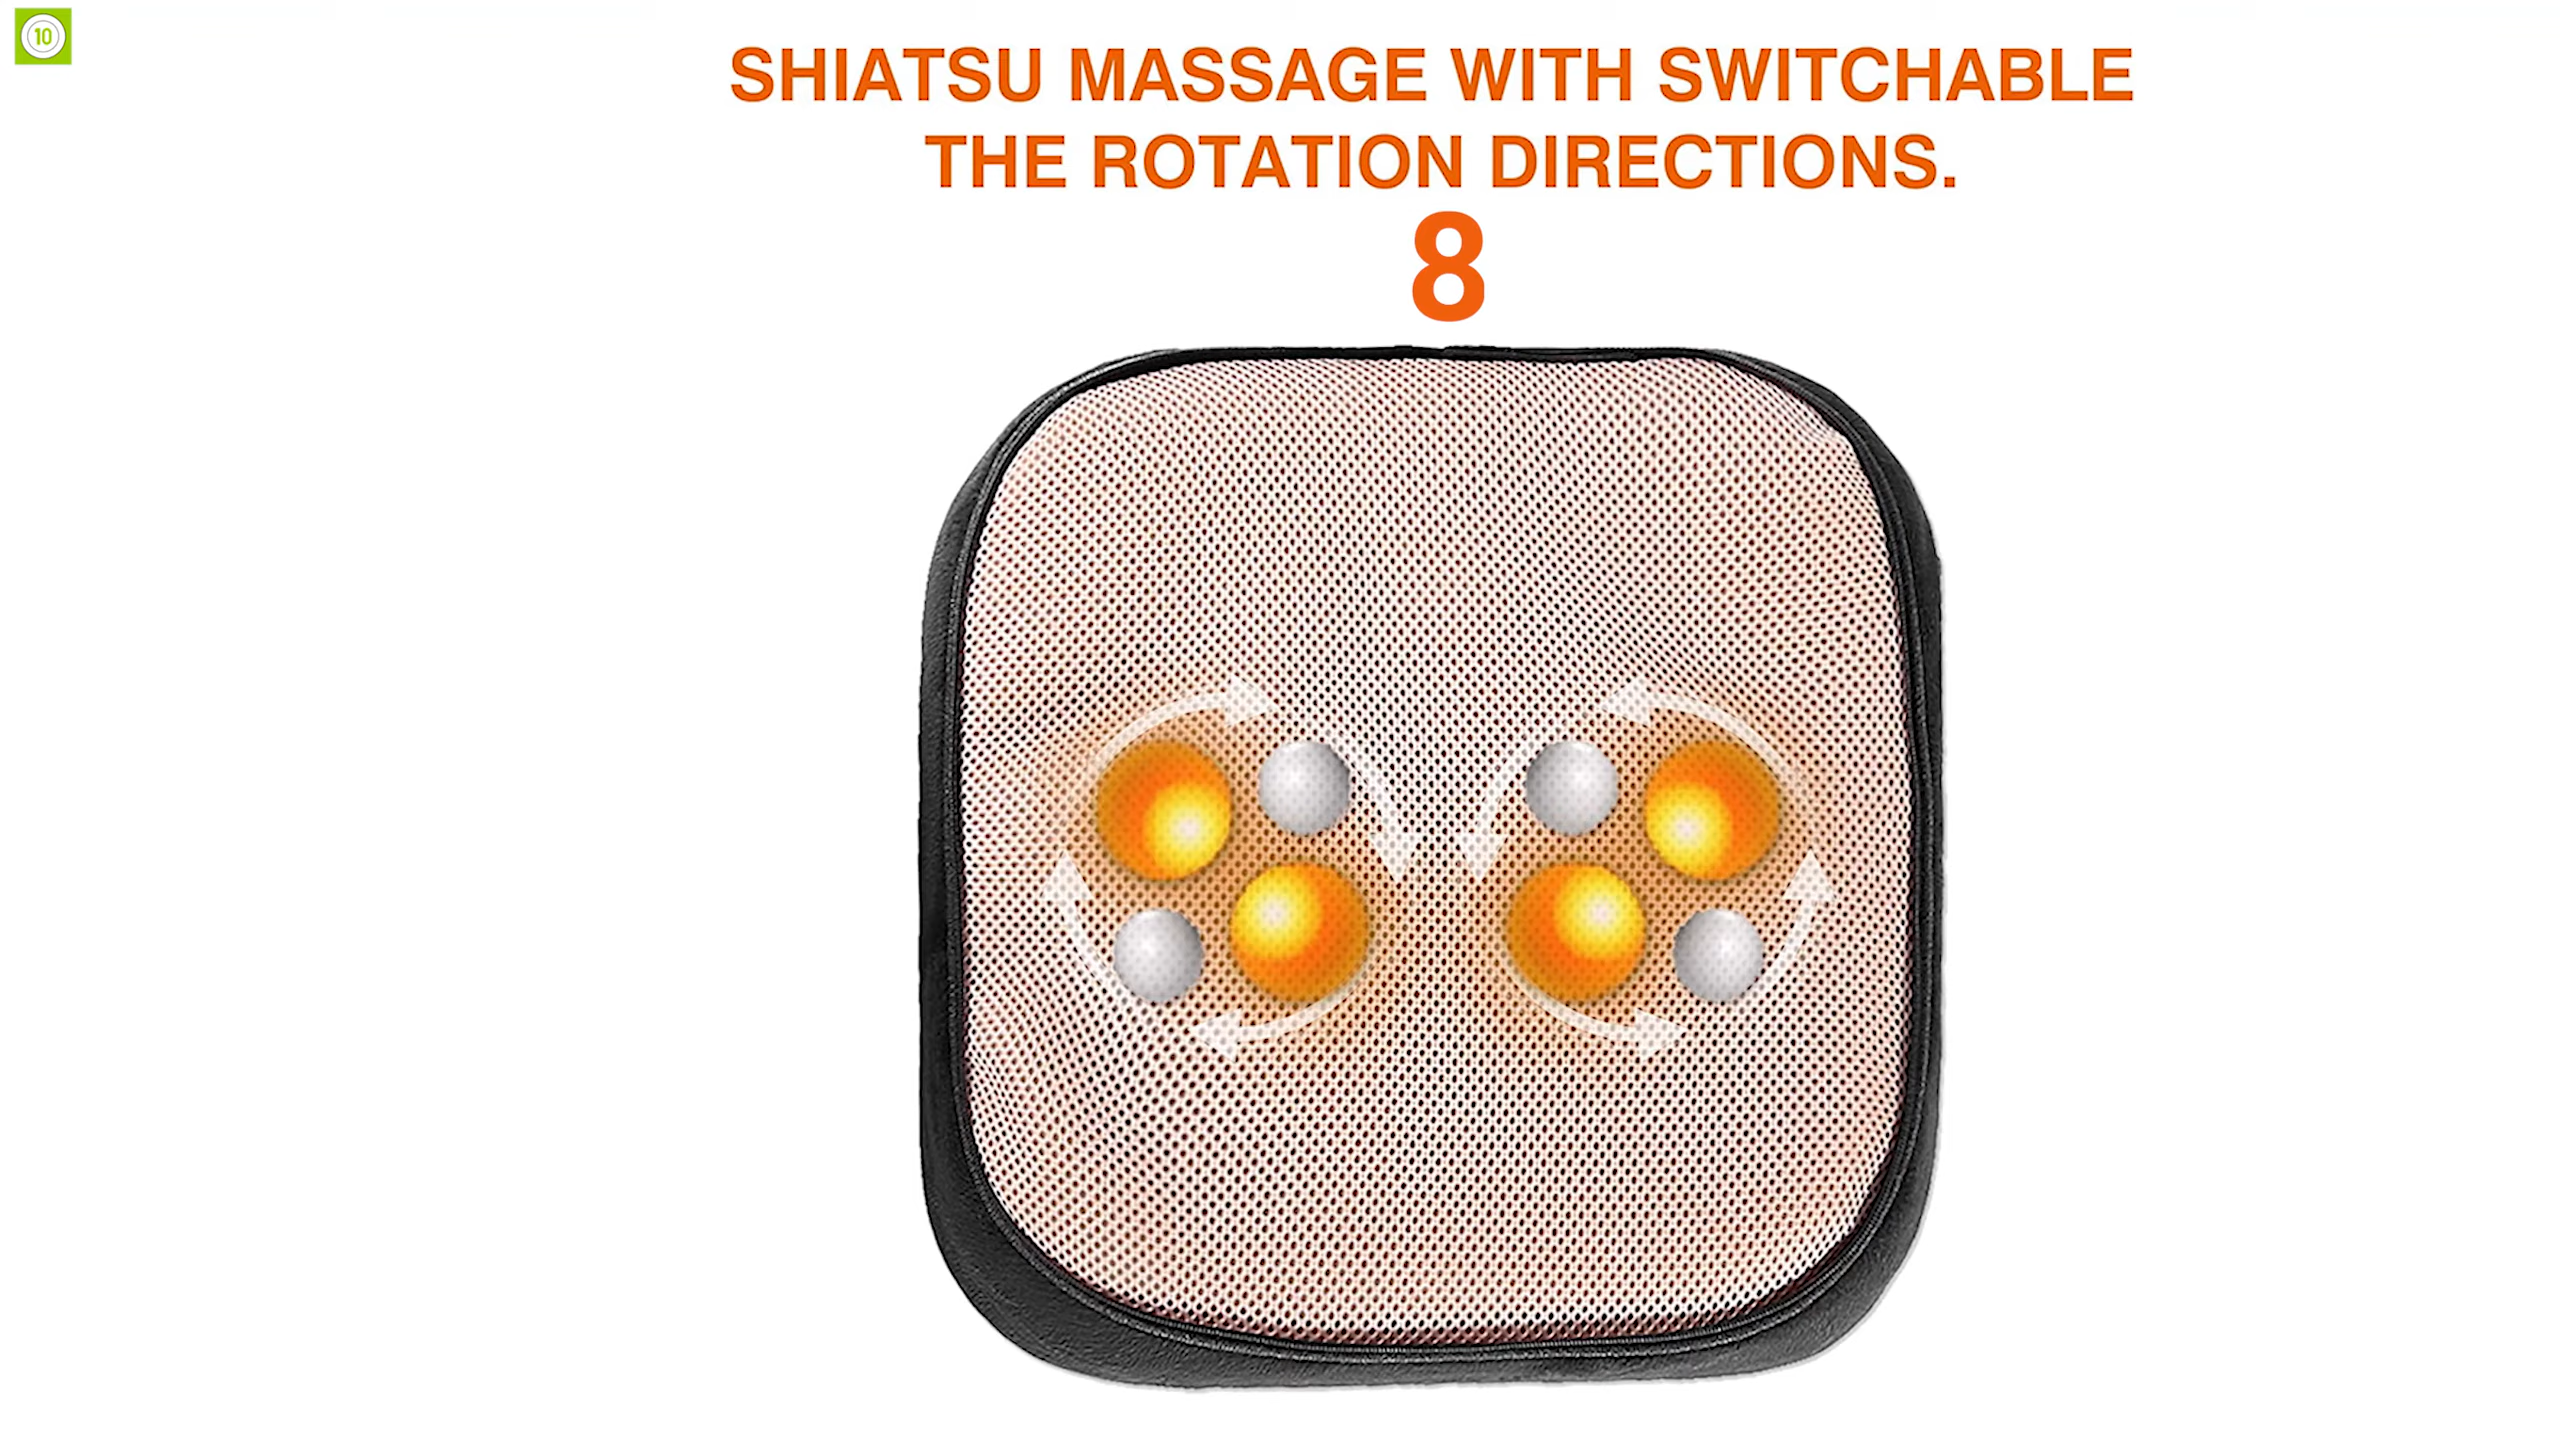 10
SHIATSU MASSAGE WITH SWITCHABLE
THE ROTATION DIRECTIONS.
8